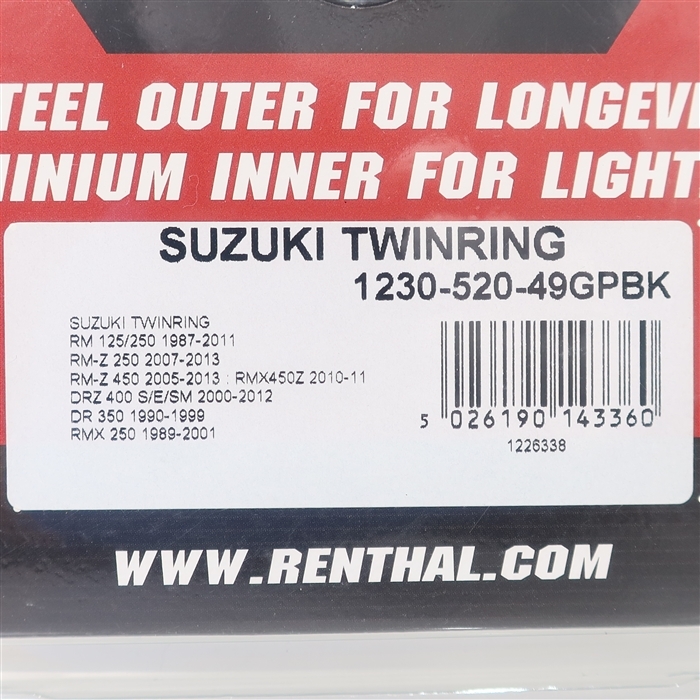 TEEL OUTER FOR LONGEV
INIUM INNER FOR LIGHT
SUZUKI TWINRING
1230-520-49GPBK
SUZUKI TWINRING
RM 125/250 1987-2011
RM-Z 250 2007-2013
RM-Z 450 2005-2013 : RMX450Z 2010-11
DRZ 400 S/E/SM 2000-2012
DR 350 1990-1999
RMX 250 1989-2001
5 026190 143360
1226338
WWW.RENTHAL.COM